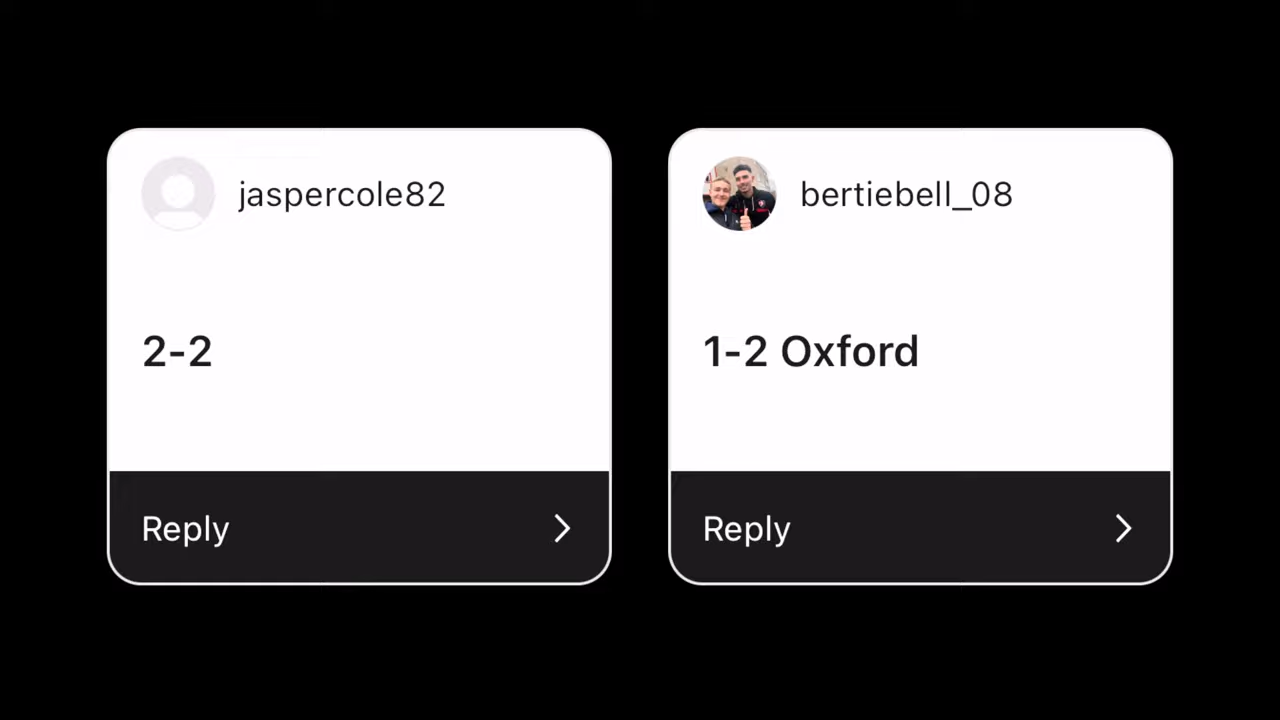 jaspercole82
2-2
Reply
bertiebell_08
1-2 Oxford
Reply